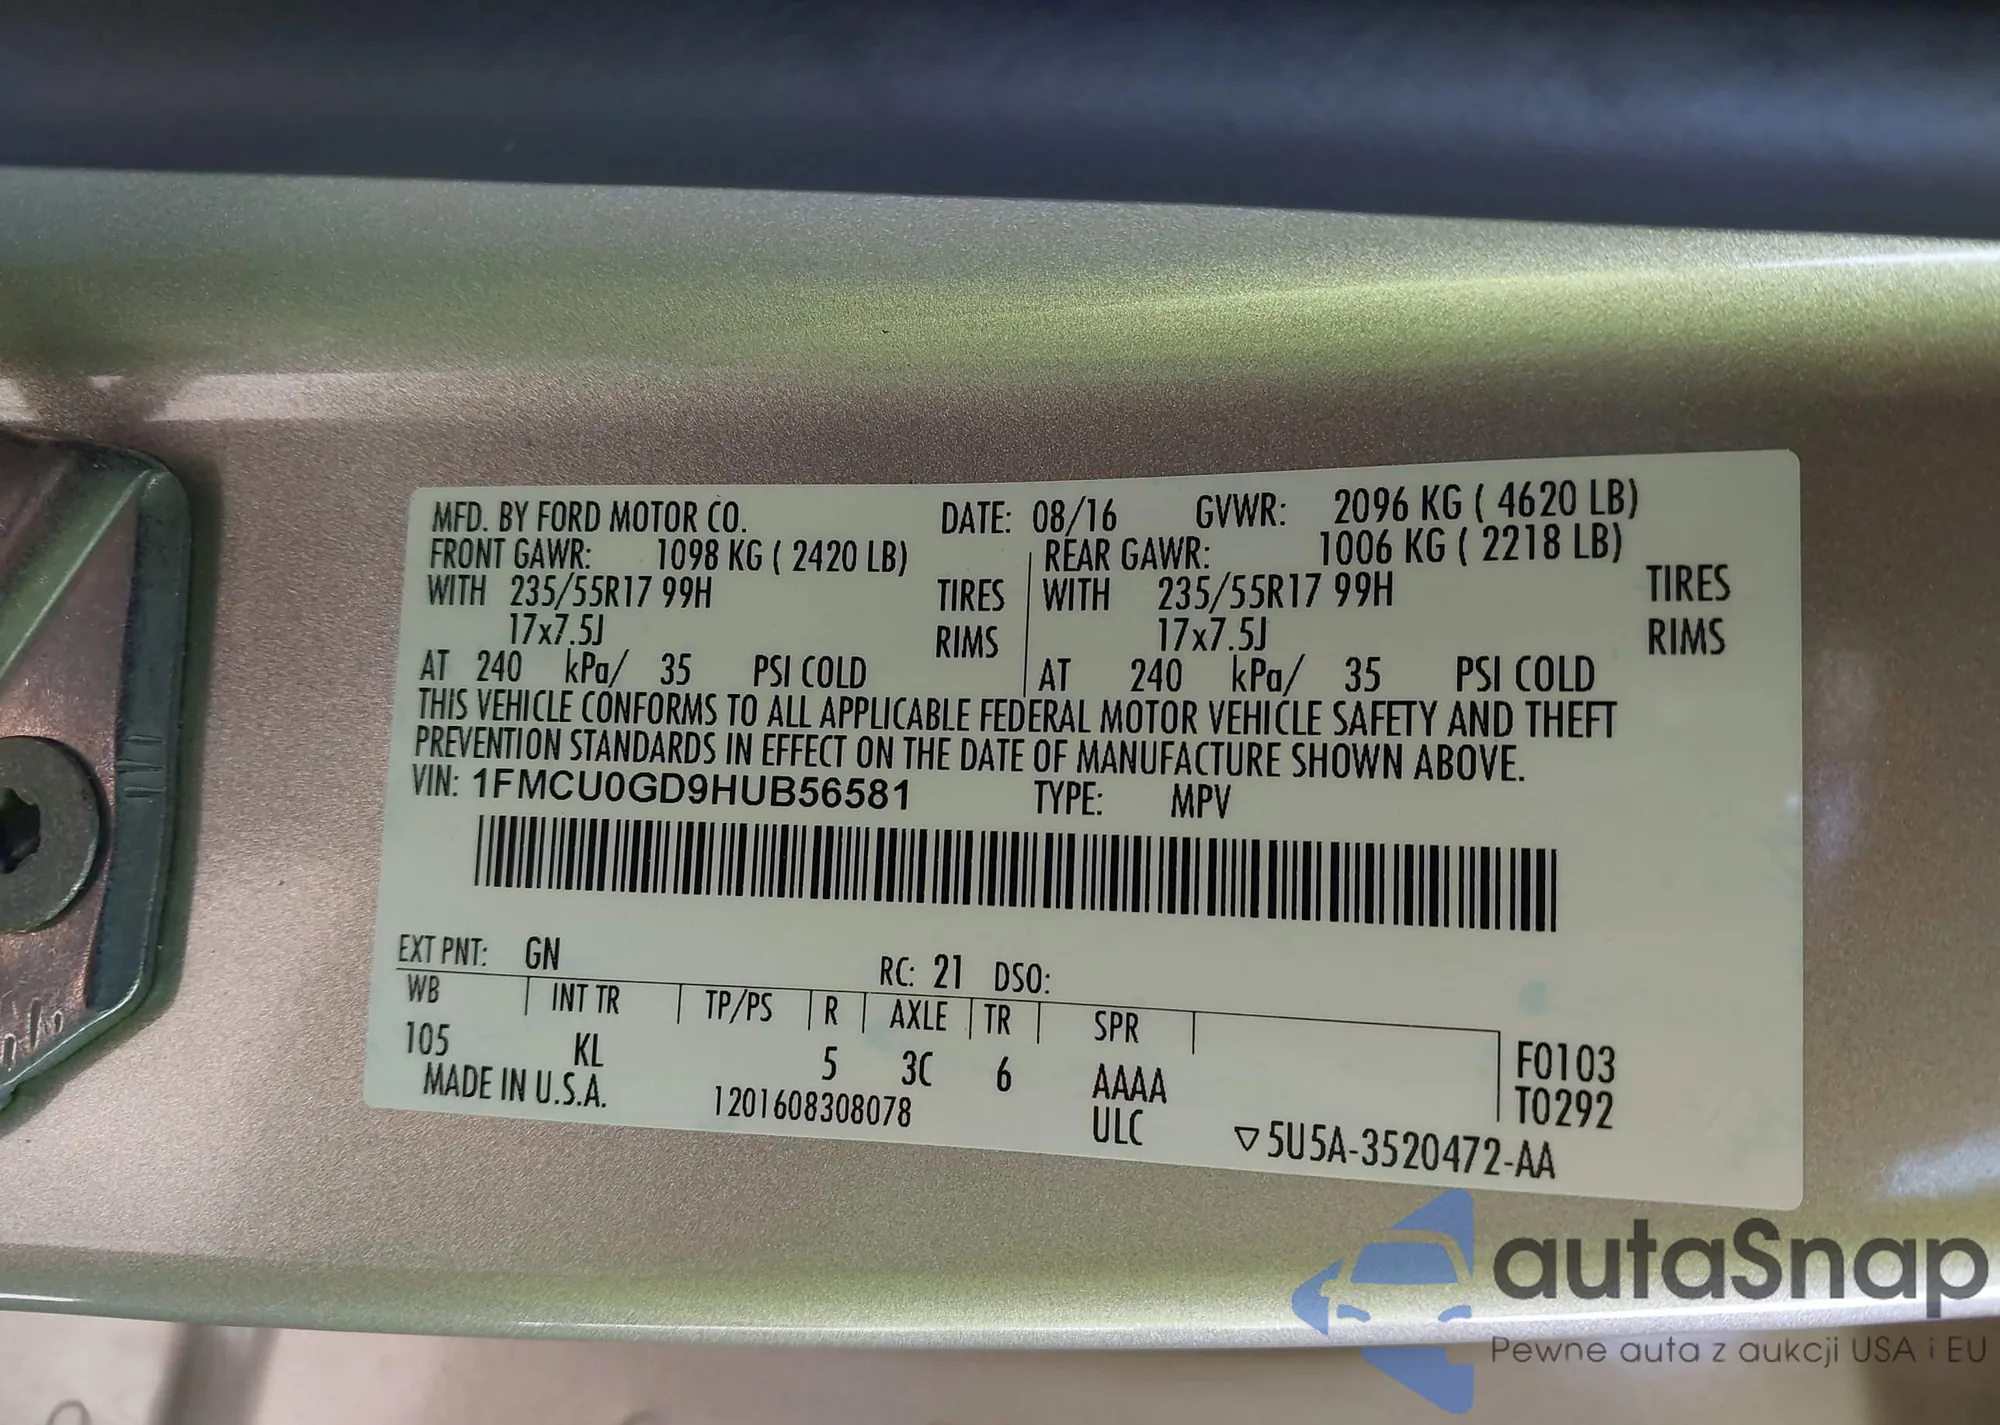 MFD. BY FORD MOTOR CO. DATE: 08/16 GVWR: 2096 KG ( 4620 LB)
FRONT GAWR: 1098 KG ( 2420 LB) REAR GAWR: 1006 KG ( 2218 LB)
WITH 235/55R17 99H TIRES WITH 235/55R17 99H TIRES
17x7.5J RIMS 17x7.5J RIMS
AT 240 kPa/ 35 PSI COLD AT 240 kPa/ 35 PSI COLD
THIS VEHICLE CONFORMS TO ALL APPLICABLE FEDERAL MOTOR VEHICLE SAFETY AND THEFT
PREVENTION STANDARDS IN EFFECT ON THE DATE OF MANUFACTURE SHOWN ABOVE.
VIN: 1FMCU0GD9HUB56581 TYPE: MPV
EXT PNT: GN RC: 21 DSO:
WB INT TR TP/PS R AXLE TR SPR
105 KL 5 3C 6 AAAA F0103
MADE IN U.S.A. 1201608308078 ULC T0292
▽5U5A-3520472-AA
autaSnap
Pewne auta z aukcji USA i EU